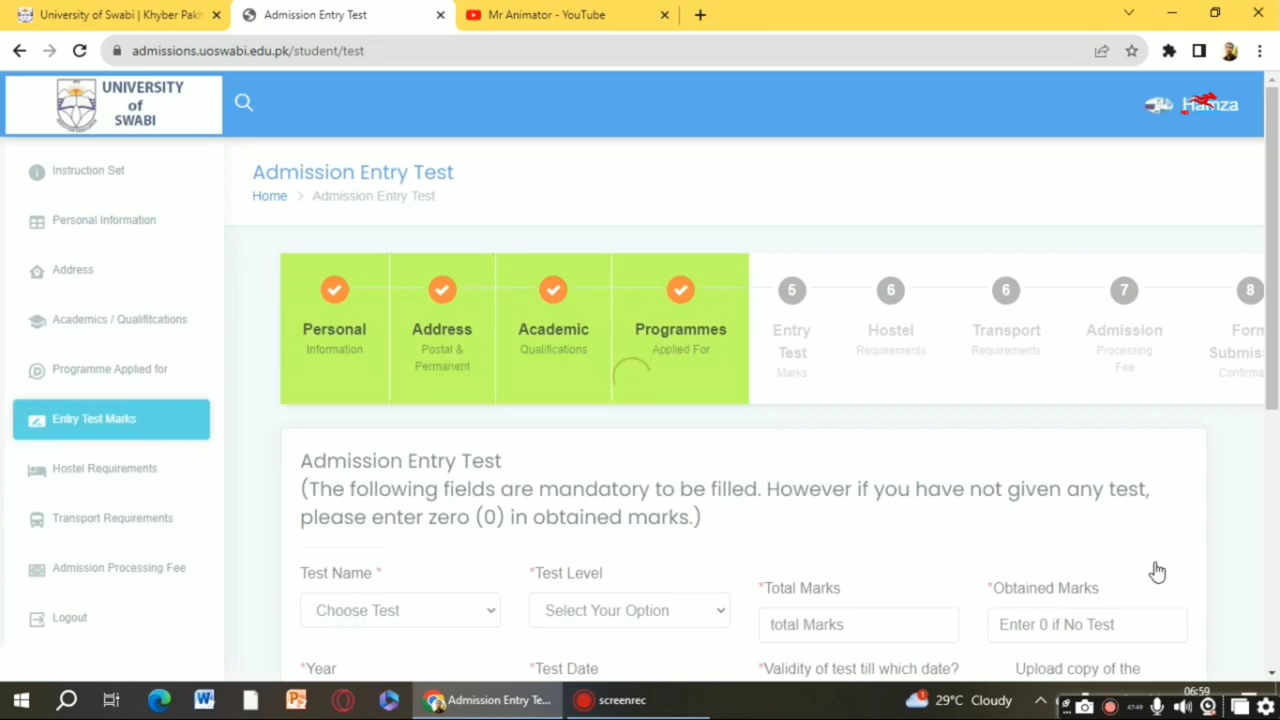 University of Swabi | Khyber Pakh
Admission Entry Test
Mr Animator - YouTube
admissions.uoswabi.edu.pk/student/test
UNIVERSITY
of
SWABI
Hamza
Instruction Set
Personal Information
Address
Academics / Qualifitcations
Programme Applied for
Entry Test Marks
Hostel Requirements
Transport Requirements
Admission Processing Fee
Logout
Admission Entry Test
Home > Admission Entry Test
Personal
Information
Address
Postal &
Permanent
Academic
Qualifications
Programmes
Applied For
5
Entry
Test
Marks
6
Hostel
Requirements
6
Transport
Requirements
7
Admission
Processing
Fee
8
Form
Submiss
Confirma
Admission Entry Test
(The following fields are mandatory to be filled. However if you have not given any test,
please enter zero (0) in obtained marks.)
Test Name *
Choose Test
*Test Level
Select Your Option
*Total Marks
total Marks
*Obtained Marks
Enter 0 if No Test
*Year
*Test Date
*Validity of test till which date?
Upload copy of the
Admission Entry Te...
screenrec
29°C Cloudy
06:59